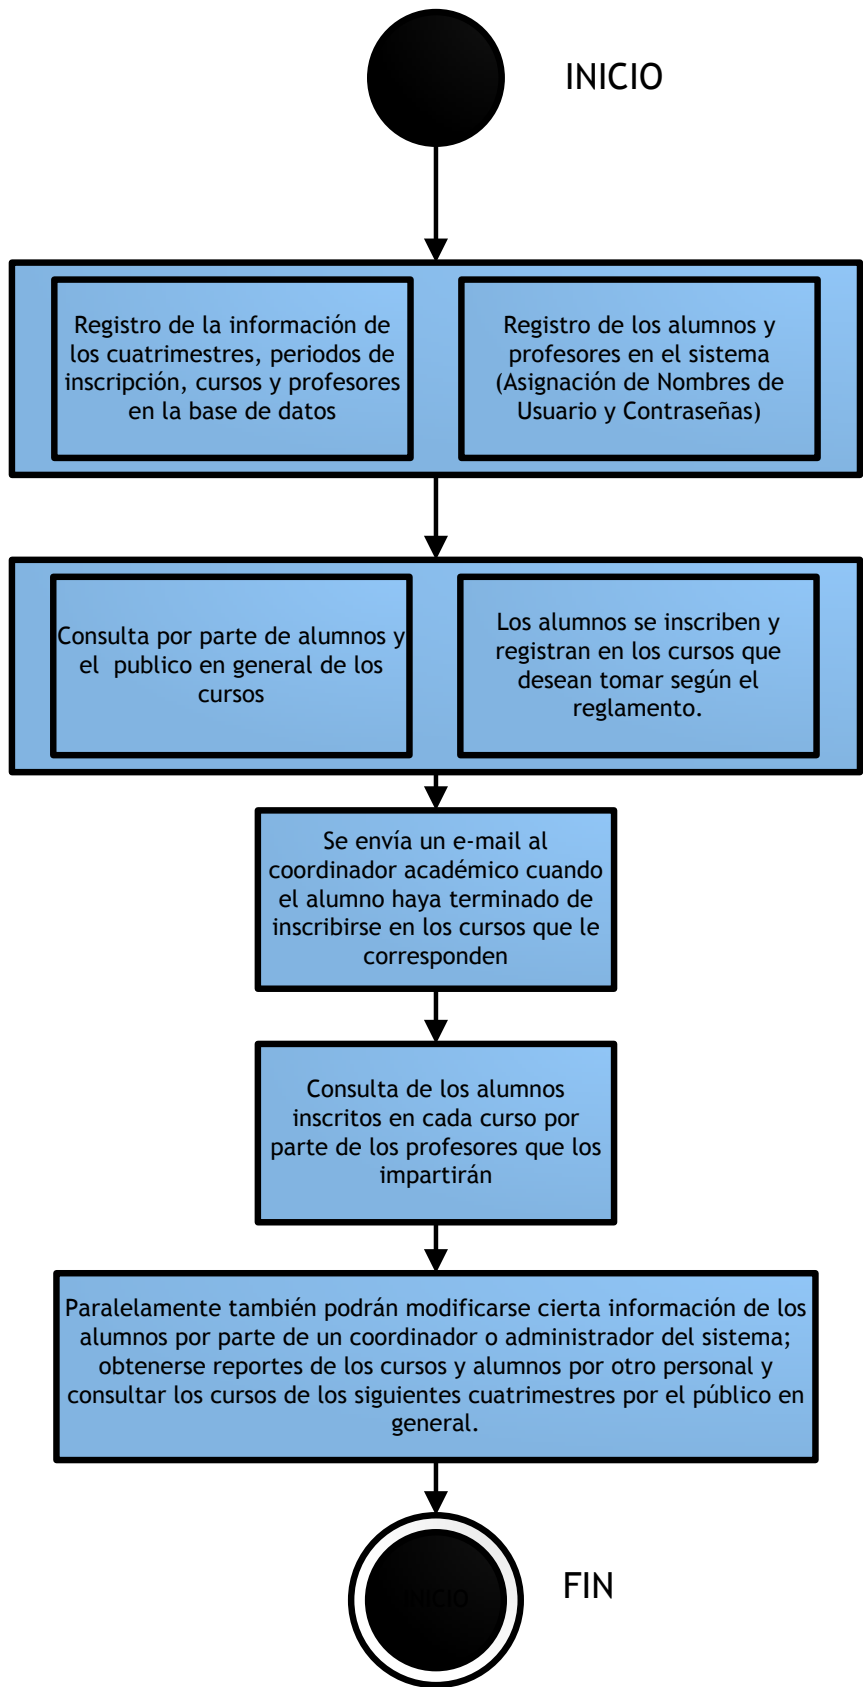 INICIO
Registro de la información de
los cuatrimestres, periodos de
inscripción, cursos y profesores
en la base de datos
Registro de los alumnos y
profesores en el sistema
(Asignación de Nombres de
Usuario y Contraseñas)
Consulta por parte de alumnos y
el publico en general de los
cursos
Los alumnos se inscriben y
registran en los cursos que
desean tomar según el
reglamento.
Se envía un e-mail al
coordinador académico cuando
el alumno haya terminado de
inscribirse en los cursos que le
corresponden
Consulta de los alumnos
inscritos en cada curso por
parte de los profesores que los
impartirán
Paralelamente también podrán modificarse cierta información de los
alumnos por parte de un coordinador o administrador del sistema;
obtenerse reportes de los cursos y alumnos por otro personal y
consultar los cursos de los siguientes cuatrimestres por el público en
general.
INICIO
FIN